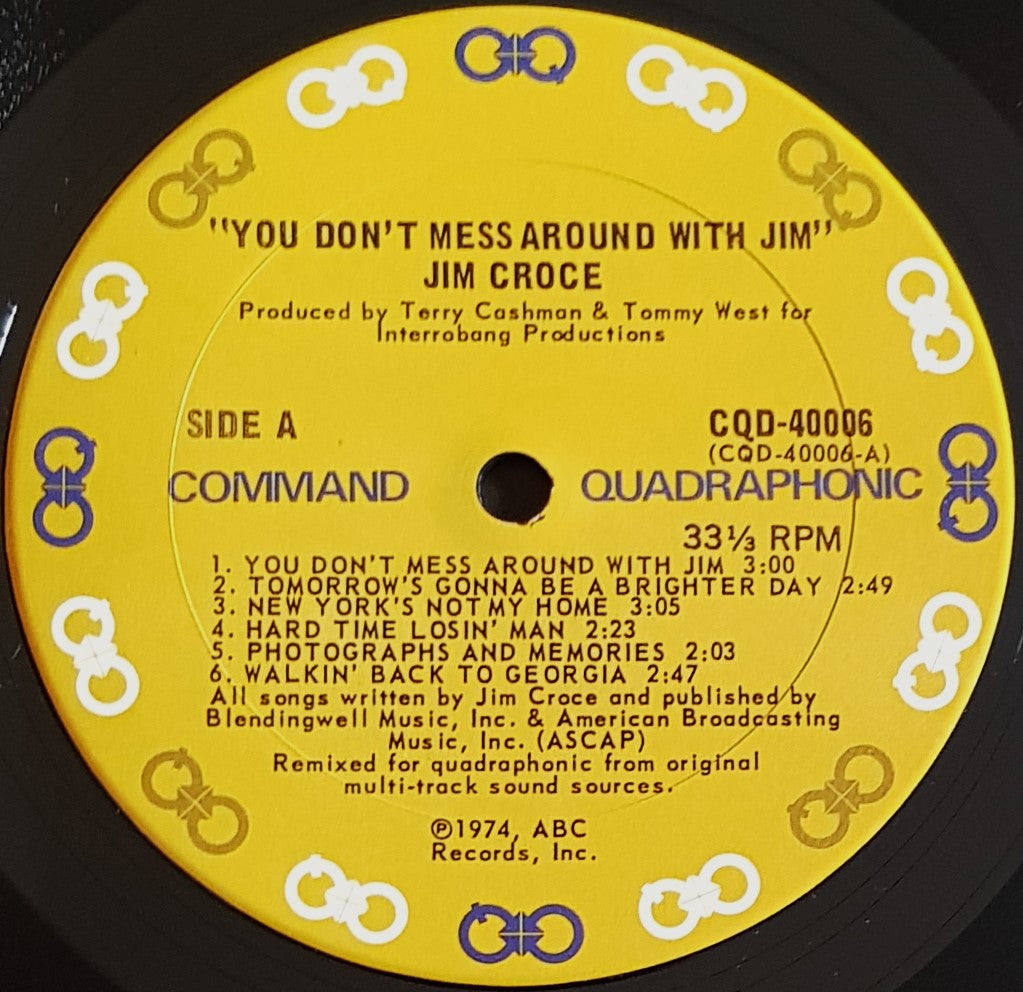 "YOU DON'T MESS AROUND WITH JIM"
JIM CROCE
Produced by Terry Cashman & Tommy West for
Interrobang Productions
SIDE A
CQD-40006
(CQD-40006-A)
COMMAND QUADRAPHONIC
33⅓ RPM
1. YOU DON'T MESS AROUND WITH JIM 3:00
2. TOMORROW'S GONNA BE A BRIGHTER DAY 2:49
3. NEW YORK'S NOT MY HOME 3:05
4. HARD TIME LOSIN' MAN 2:23
5. PHOTOGRAPHS AND MEMORIES 2:03
6. WALKIN' BACK TO GEORGIA 2:47
All songs written by Jim Croce and published by
Blendingwell Music, Inc. & American Broadcasting
Music, Inc. (ASCAP)
Remixed for quadraphonic from original
multi-track sound sources.
℗1974, ABC
Records, Inc.